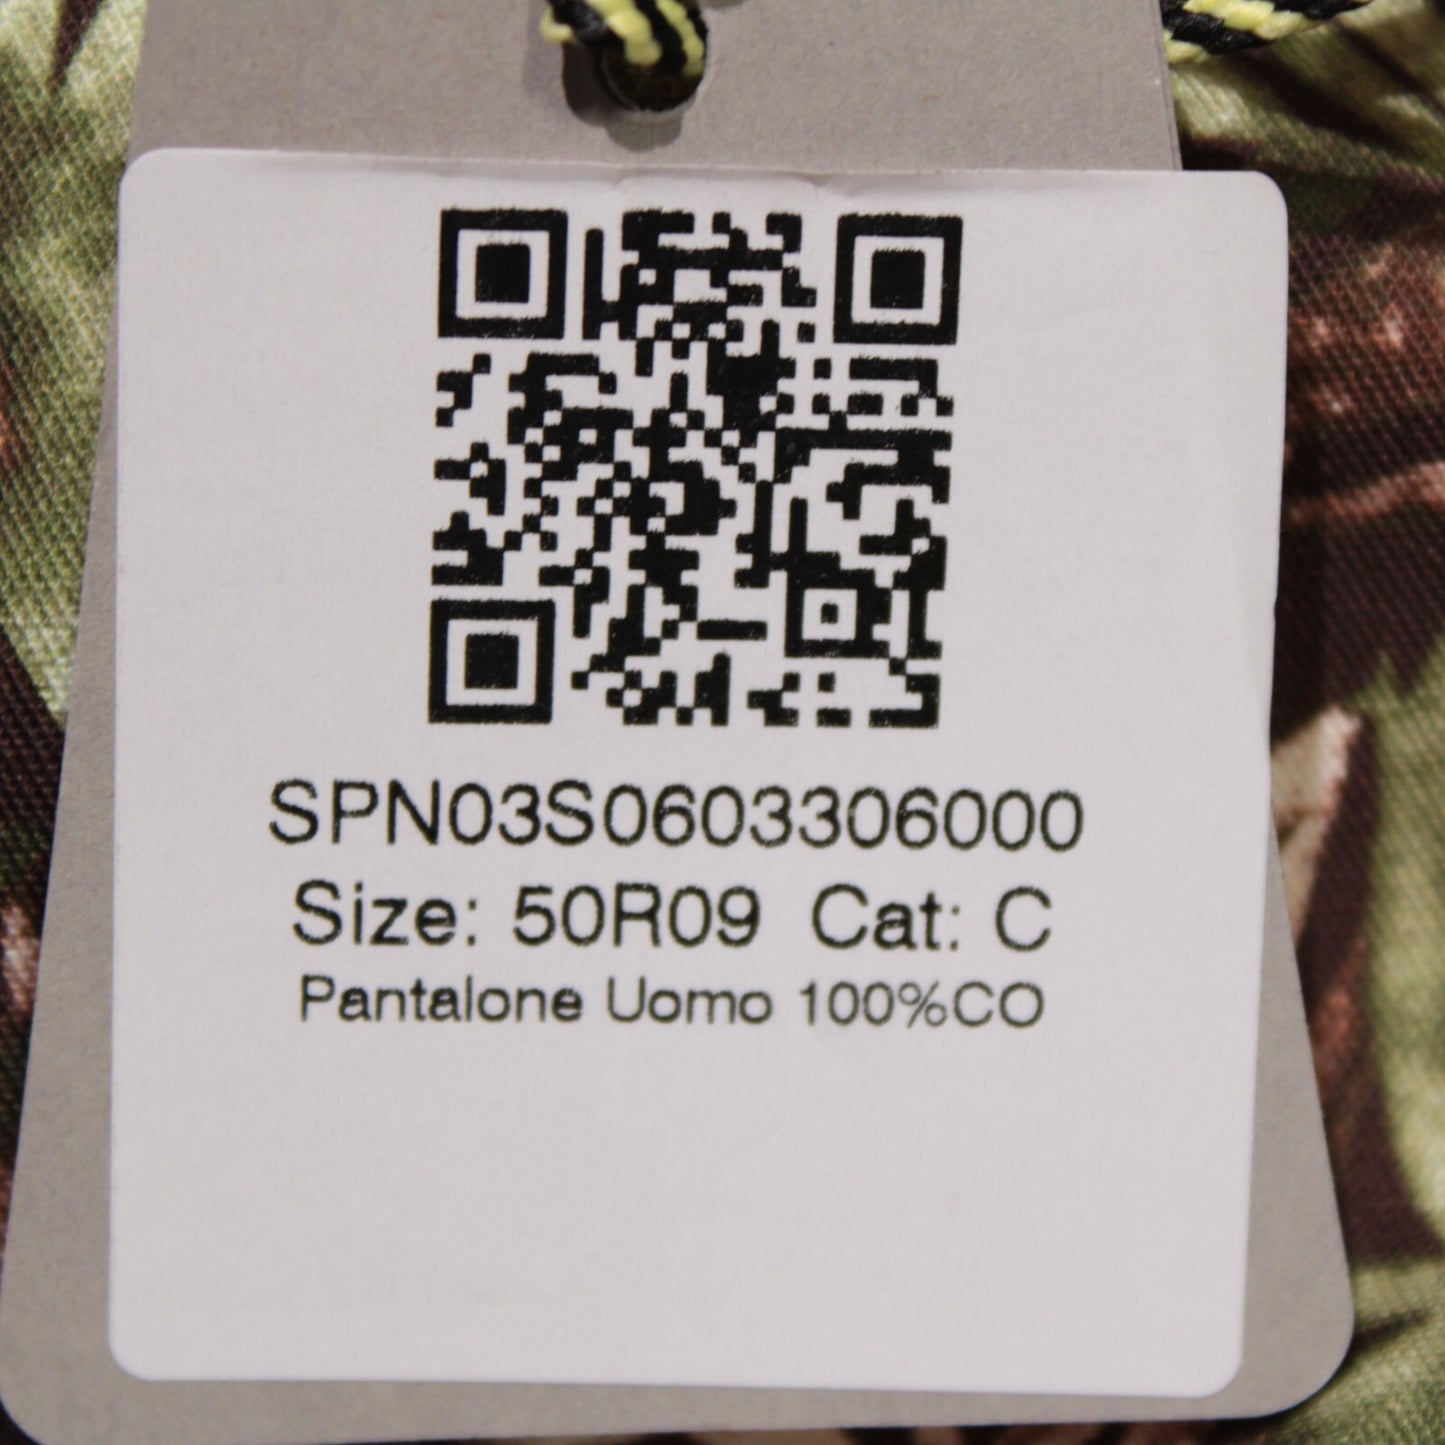 SPN03S0603306000
Size: 50R09 Cat: C
Pantalone Uomo 100%CO